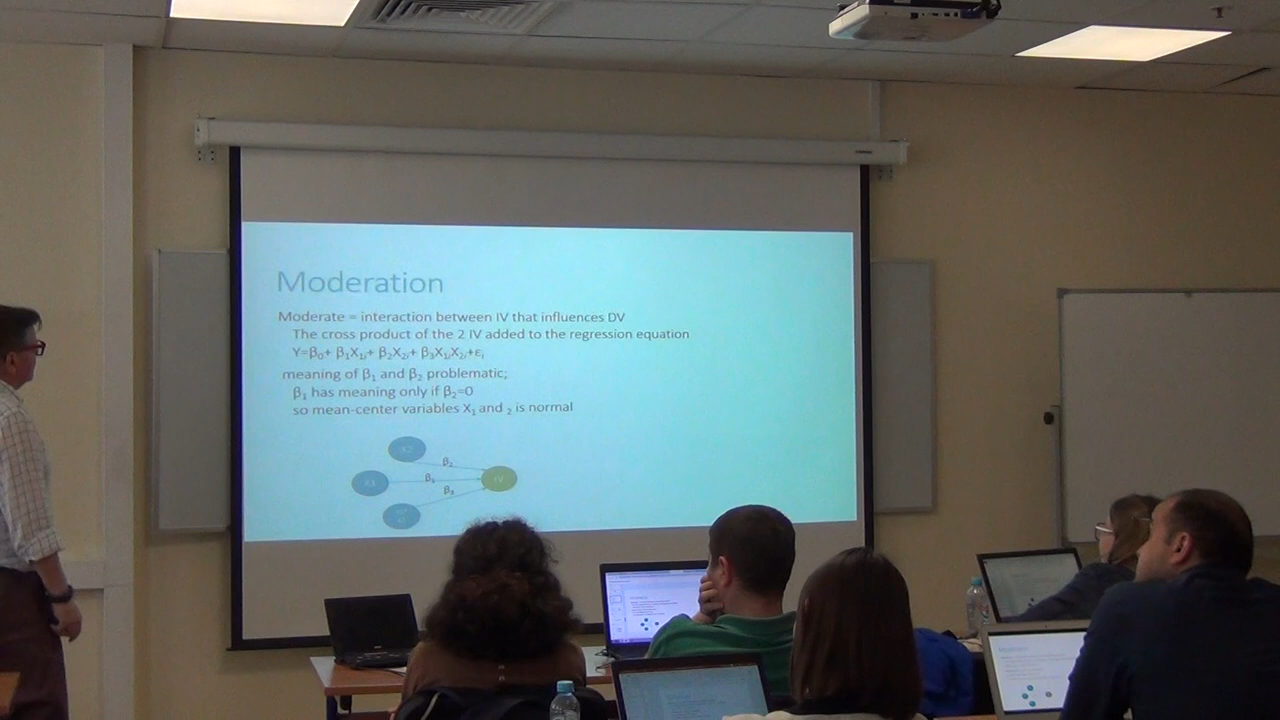 Moderation
Moderate = interaction between IV that influences DV
The cross product of the 2 IV added to the regression equation
Y=β₀+ β₁X₁ᵢ+ β₂X₂ᵢ+ β₃X₁ᵢX₂ᵢ+εᵢ
meaning of β₁ and β₂ problematic;
β₁ has meaning only if β₂=0
so mean-center variables X₁ and ₂ is normal
β₂
X1
β₁
IV
β₃